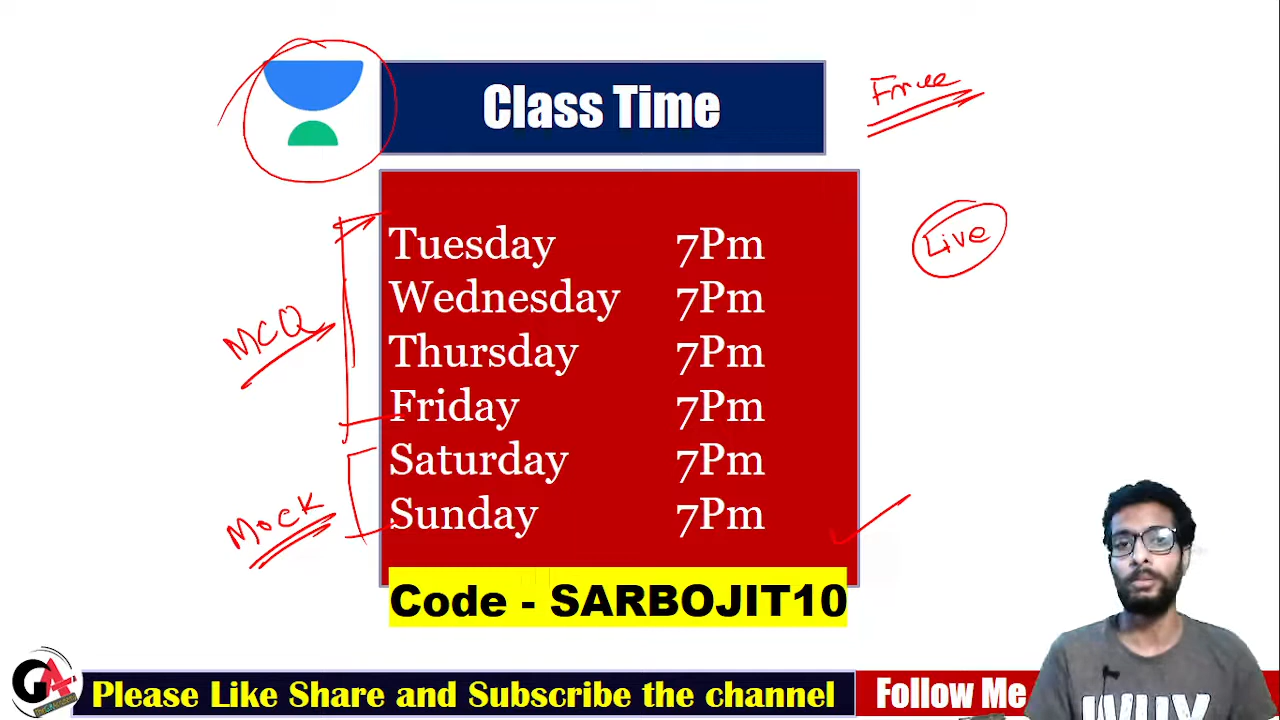 Class Time
Free
Live
Tuesday 7Pm
Wednesday 7Pm
MCQ
Thursday 7Pm
Friday 7Pm
Saturday 7Pm
Mock
Sunday 7Pm
Code - SARBOJIT10
GA
Please Like Share and Subscribe the channel
Follow Me